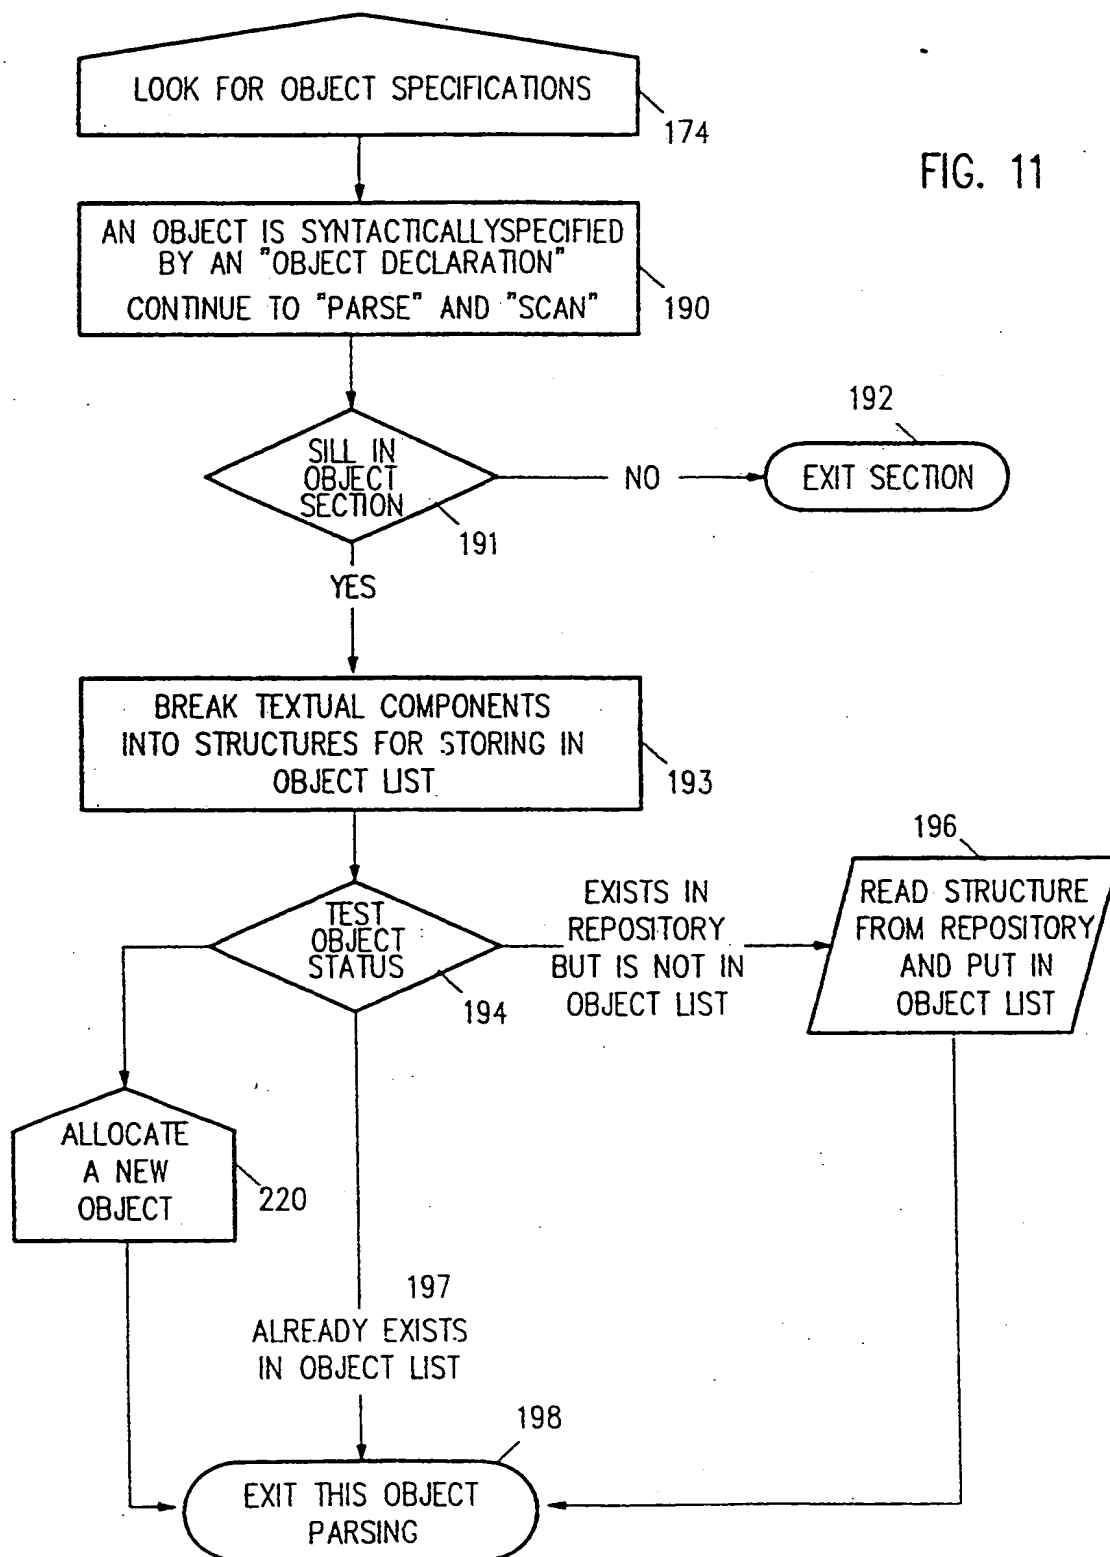 LOOK FOR OBJECT SPECIFICATIONS
174
FIG. 11
AN OBJECT IS SYNTACTICALLYSPECIFIED
BY AN "OBJECT DECLARATION"
CONTINUE TO "PARSE" AND "SCAN"
190
SILL IN
OBJECT
SECTION
191
NO
192
EXIT SECTION
YES
BREAK TEXTUAL COMPONENTS
INTO STRUCTURES FOR STORING IN
OBJECT LIST
193
TEST
OBJECT
STATUS
194
EXISTS IN
REPOSITORY
BUT IS NOT IN
OBJECT LIST
196
READ STRUCTURE
FROM REPOSITORY
AND PUT IN
OBJECT LIST
ALLOCATE
A NEW
OBJECT
220
197
ALREADY EXISTS
IN OBJECT LIST
198
EXIT THIS OBJECT
PARSING